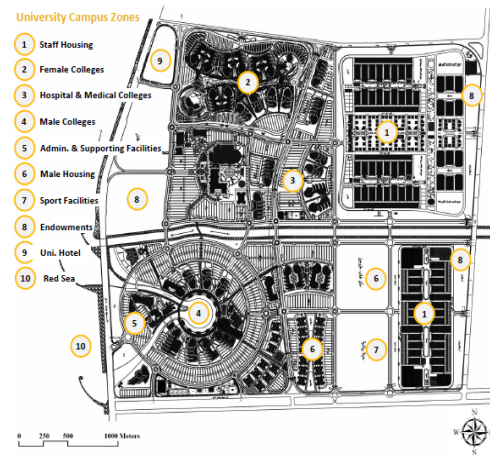 University Campus Zones
1 Staff Housing
2 Female Colleges
3 Hospital & Medical Colleges
4 Male Colleges
5 Admin. & Supporting Facilities
6 Male Housing
7 Sport Facilities
8 Endowments
9 Uni. Hotel
10 Red Sea
9
2
8
1
3
8
8
6
4
5
1
10
6
7
N
W E
S
0 250 500 1000 Meters